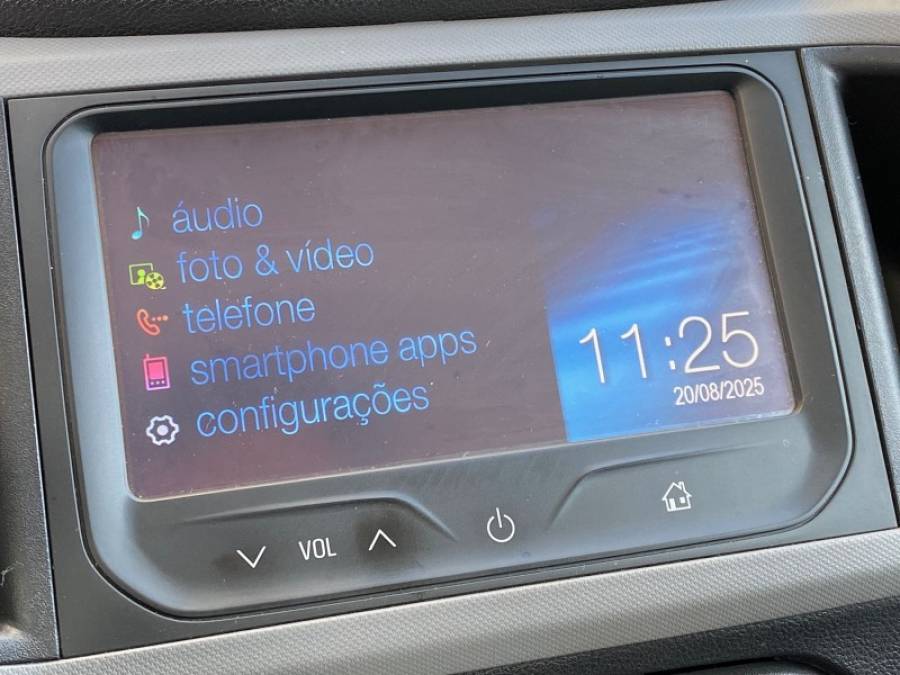 áudio
foto & vídeo
telefone
smartphone apps
configurações
11:25
20/08/2025
VOL